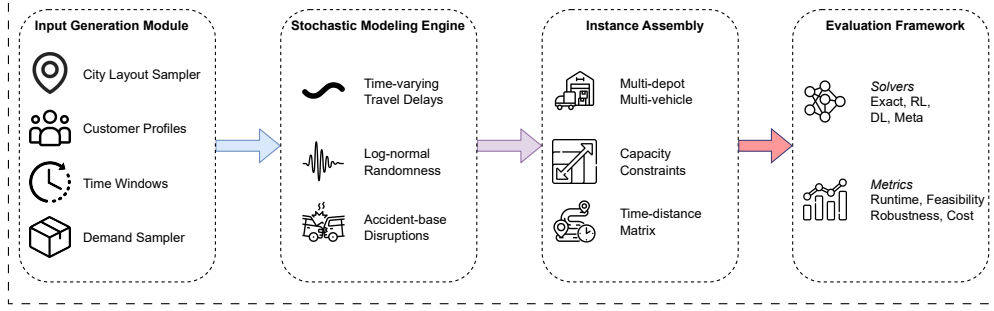 Input Generation Module
City Layout Sampler
Customer Profiles
Time Windows
Demand Sampler
Stochastic Modeling Engine
Time-varying
Travel Delays
Log-normal
Randomness
Accident-base
Disruptions
Instance Assembly
Multi-depot
Multi-vehicle
Capacity
Constraints
Time-distance
Matrix
Evaluation Framework
Solvers
Exact, RL,
DL, Meta
Metrics
Runtime, Feasibility
Robustness, Cost